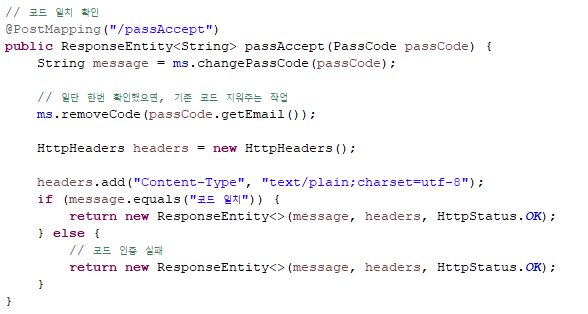 // 코드 일치 확인
@PostMapping("/passAccept")
public ResponseEntity<String> passAccept(PassCode passCode) {
    String message = ms.changePassCode(passCode);

    // 일단 한번 확인했으면, 기존 코드 지워주는 작업
    ms.removeCode(passCode.getEmail());

    HttpHeaders headers = new HttpHeaders();

    headers.add("Content-Type", "text/plain;charset=utf-8");
    if (message.equals("코드 일치")) {
        return new ResponseEntity<>(message, headers, HttpStatus.OK);
    } else {
        // 코드 인증 실패
        return new ResponseEntity<>(message, headers, HttpStatus.OK);
    }
}